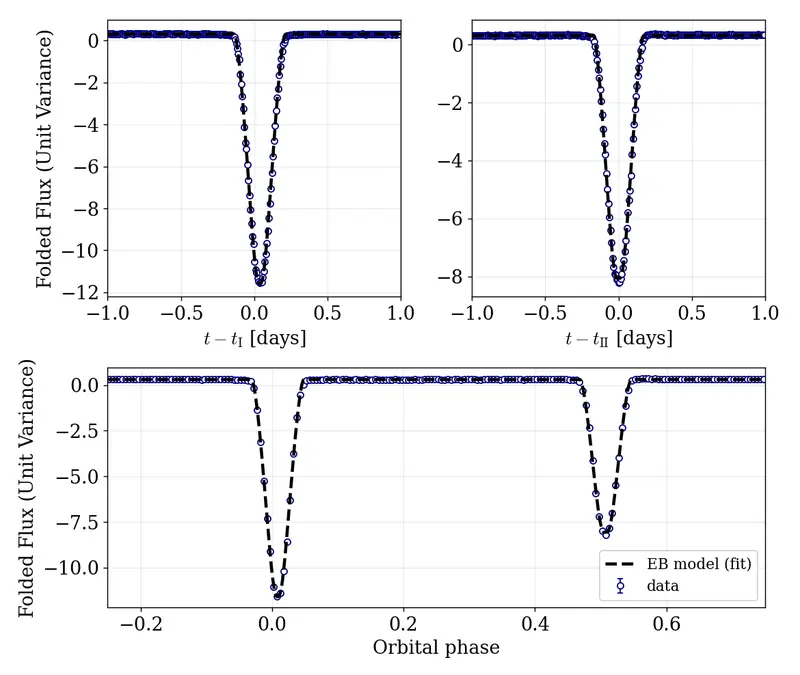 Folded Flux (Unit Variance)
0
−2
−4
−6
−8
−10
−12
−1.0 −0.5 0.0 0.5 1.0
t − tI [days]
0
−2
−4
−6
−8
−1.0 −0.5 0.0 0.5 1.0
t − tII [days]
Folded Flux (Unit Variance)
0.0
−2.5
−5.0
−7.5
−10.0
EB model (fit)
data
−0.2 0.0 0.2 0.4 0.6
Orbital phase